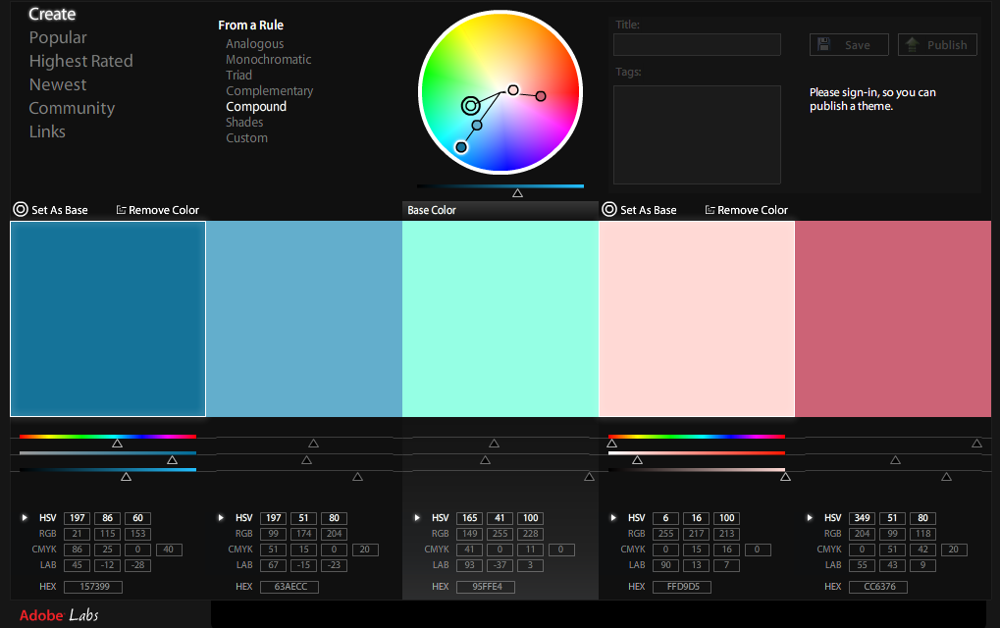 Create
Popular
Highest Rated
Newest
Community
Links
From a Rule
Analogous
Monochromatic
Triad
Complementary
Compound
Shades
Custom
Title:
Save
Publish
Tags:
Please sign-in, so you can
publish a theme.
Set As Base Remove Color
Base Color
Set As Base Remove Color
HSV 197 86 60
RGB 21 115 153
CMYK 86 25 0 40
LAB 45 -12 -28
HEX 157399
HSV 197 51 80
RGB 99 174 204
CMYK 51 15 0 20
LAB 67 -15 -23
HEX 63AECC
HSV 165 41 100
RGB 149 255 228
CMYK 41 0 11 0
LAB 93 -37 3
HEX 95FFE4
HSV 6 16 100
RGB 255 217 213
CMYK 0 15 16 0
LAB 90 13 7
HEX FFD9D5
HSV 349 51 80
RGB 204 99 118
CMYK 0 51 42 20
LAB 55 43 9
HEX CC6376
Adobe Labs